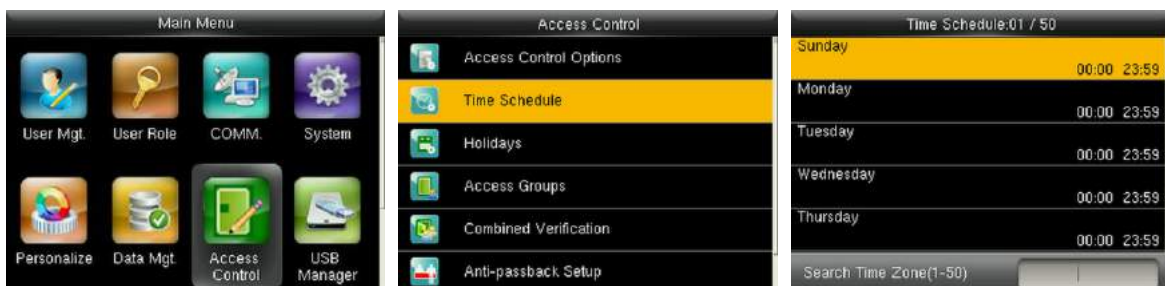 Main Menu
User Mgt.
User Role
COMM.
System
Personalize
Data Mgt.
Access
Control
USB
Manager
Access Control
Access Control Options
Time Schedule
Holidays
Access Groups
Combined Verification
Anti-passback Setup
Time Schedule:01 / 50
Sunday
00:00 23:59
Monday
00:00 23:59
Tuesday
00:00 23:59
Wednesday
00:00 23:59
Thursday
00:00 23:59
Search Time Zone(1-50)